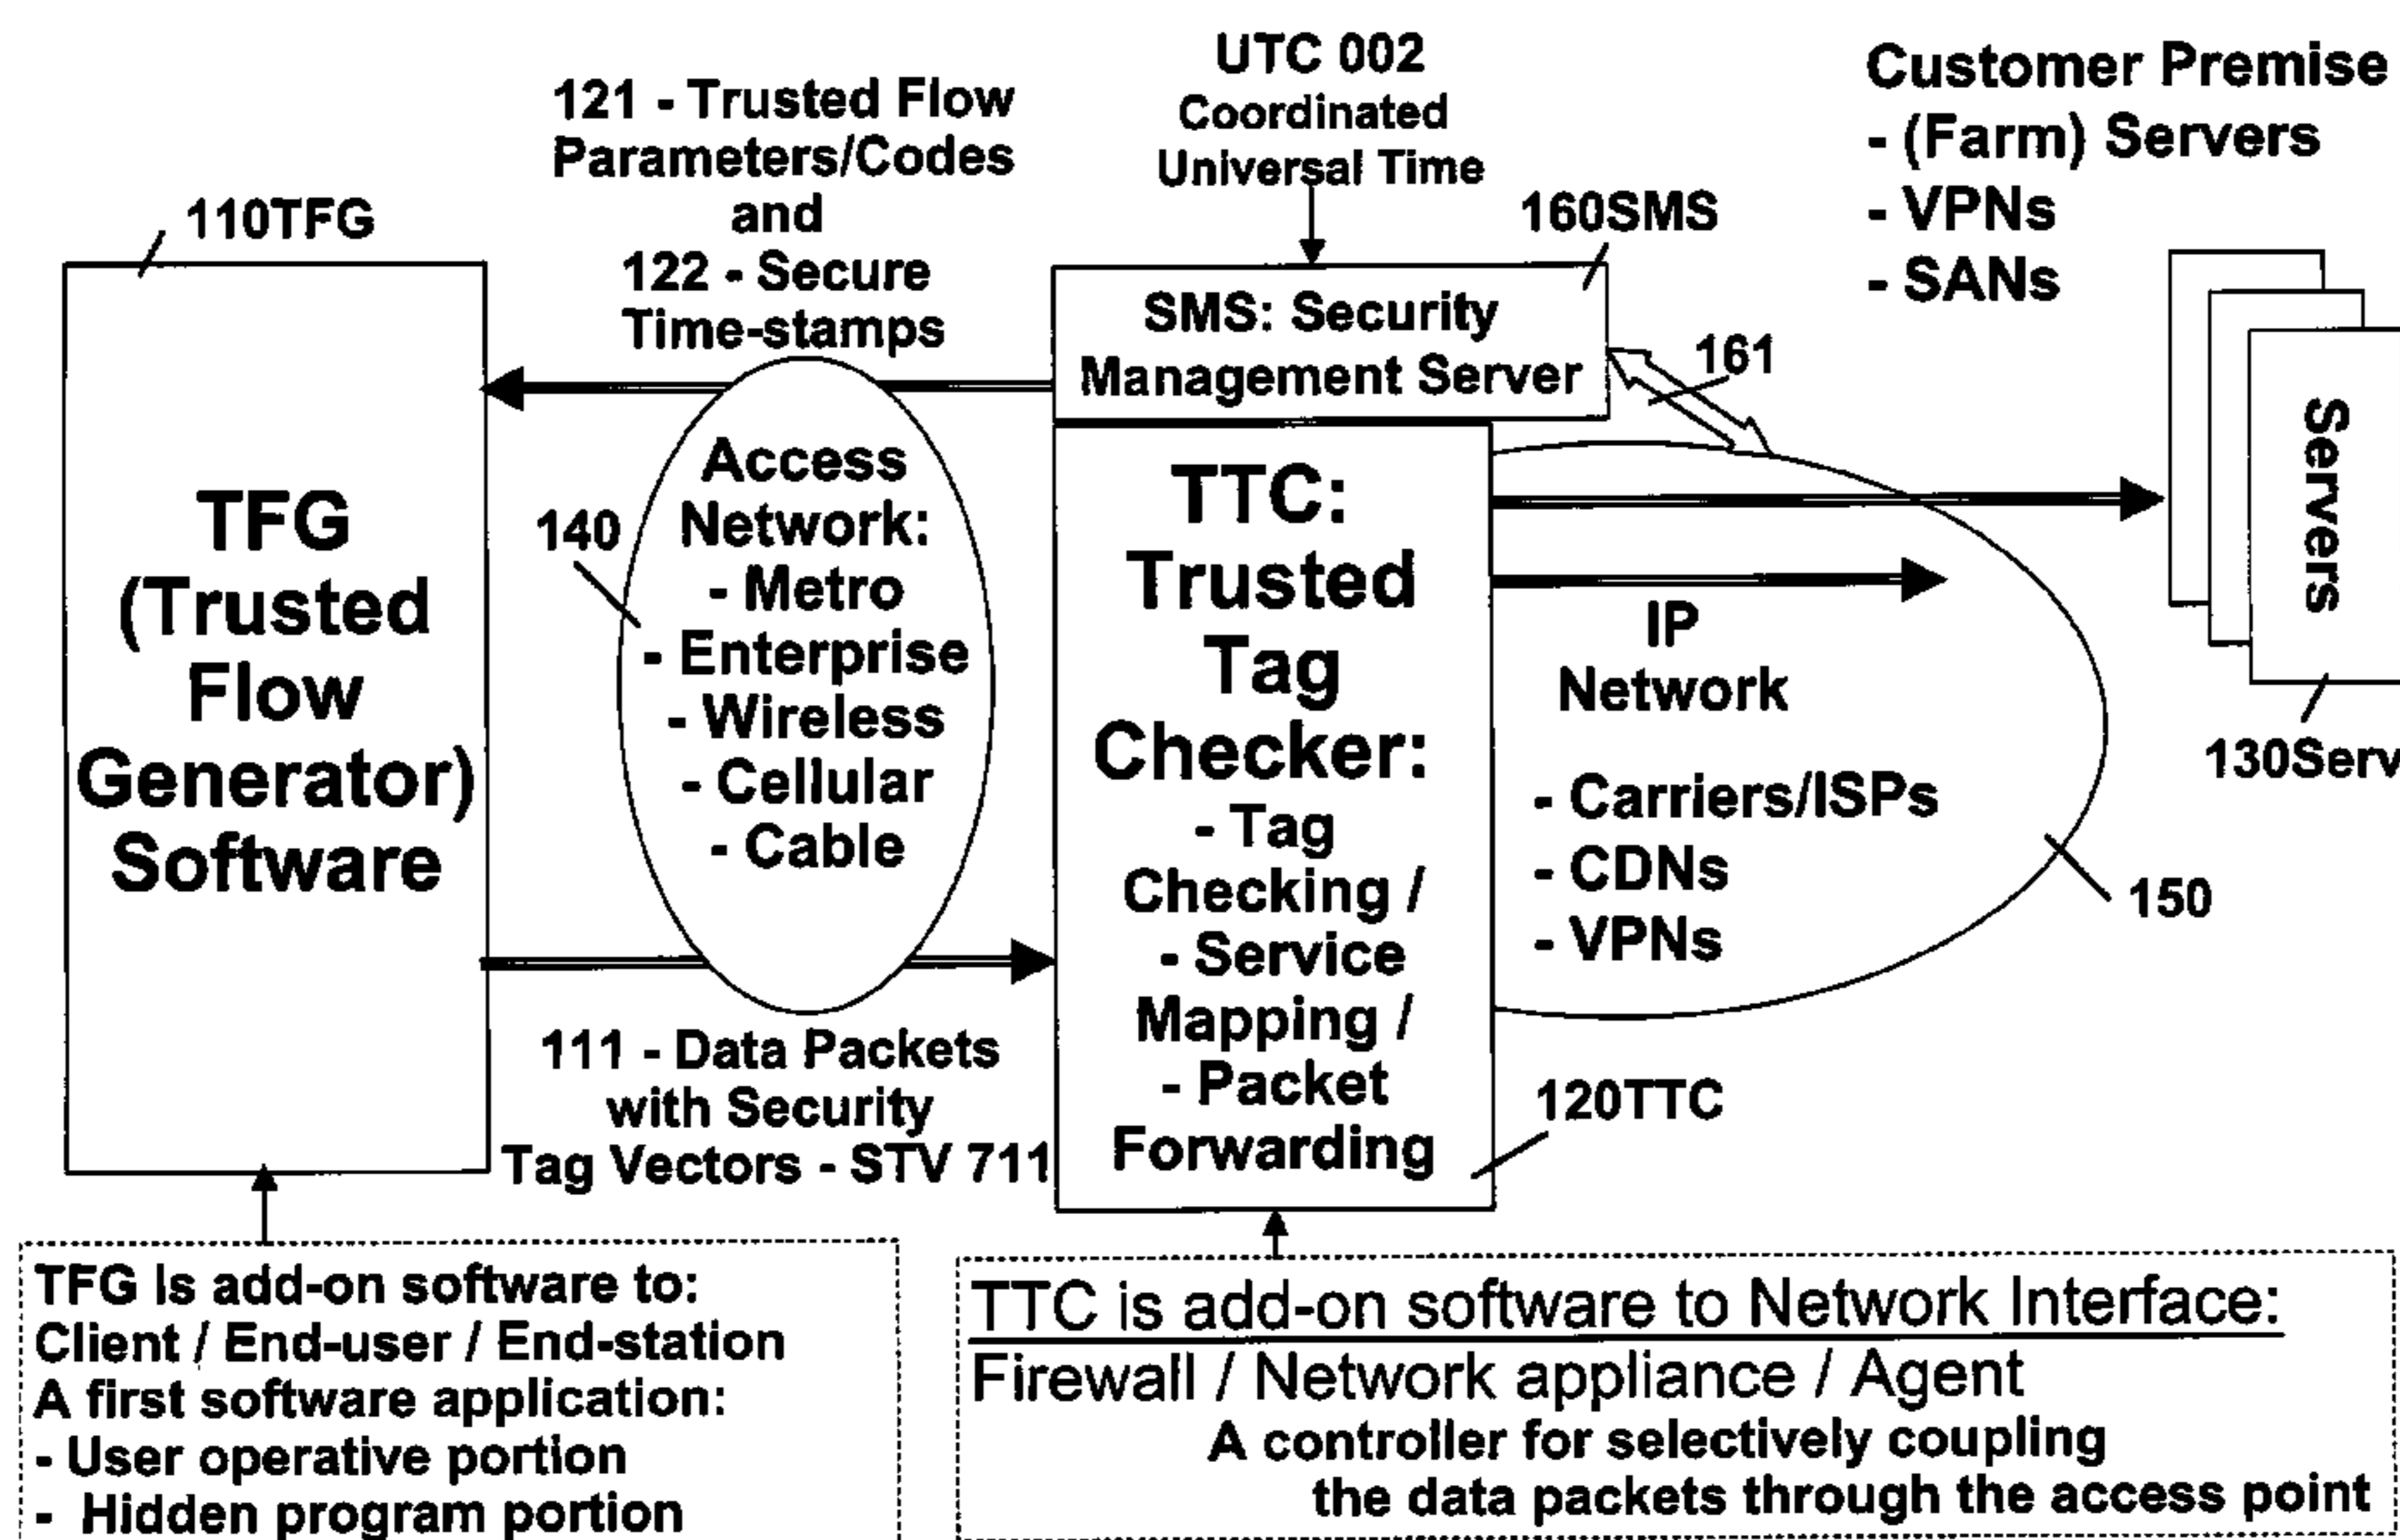 UTC 002
Coordinated
Universal Time
Customer Premise
- (Farm) Servers
- VPNs
- SANs
121 - Trusted Flow
Parameters/Codes
and
122 - Secure
Time-stamps
110TFG
160SMS
SMS: Security
Management Server
161
TFG
(Trusted
Flow
Generator)
Software
140
Access
Network:
- Metro
- Enterprise
- Wireless
- Cellular
- Cable
TTC:
Trusted
Tag
Checker:
- Tag
Checking /
- Service
Mapping /
- Packet
Forwarding
IP
Network
- Carriers/ISPs
- CDNs
- VPNs
Servers
130Serv
150
120TTC
111 - Data Packets
with Security
Tag Vectors - STV 711
TFG Is add-on software to:
Client / End-user / End-station
A first software application:
- User operative portion
- Hidden program portion
TTC is add-on software to Network Interface:
Firewall / Network appliance / Agent
A controller for selectively coupling
the data packets through the access point